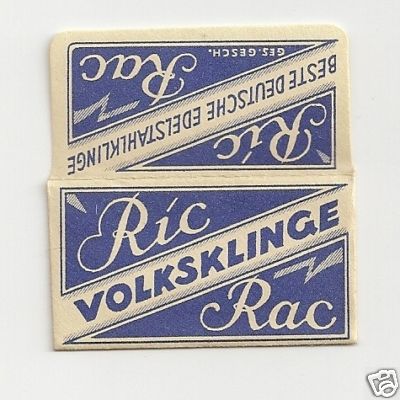 GES. GESCH.
Rac
BESTE DEUTSCHE EDELSTAHLKLINGE
Ric
Ric
VOLKSKLINGE
Rac